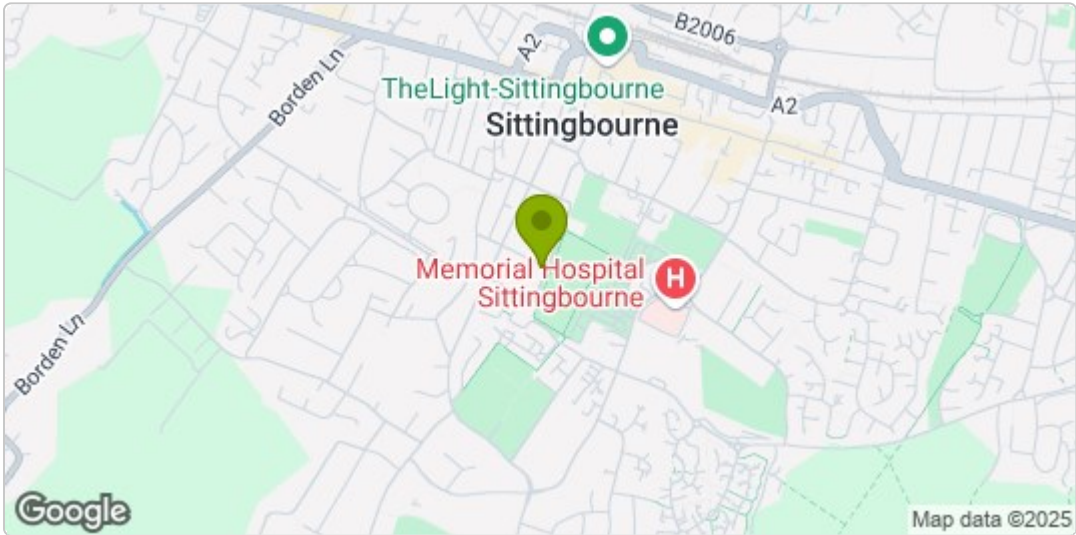 B2006
A2
Borden Ln
TheLight-Sittingbourne
A2
Sittingbourne
Memorial Hospital
Sittingbourne
H
Borden Ln
Google
Map data ©2025